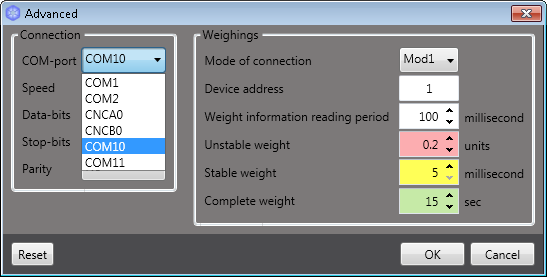 Advanced
Connection
COM-port COM10
COM1
COM2
CNCA0
CNCB0
COM10
COM11
Speed
Data-bits
Stop-bits
Parity
Weighings
Mode of connection Mod1
Device address 1
Weight information reading period 100 millisecond
Unstable weight 0.2 units
Stable weight 5 millisecond
Complete weight 15 sec
Reset OK Cancel